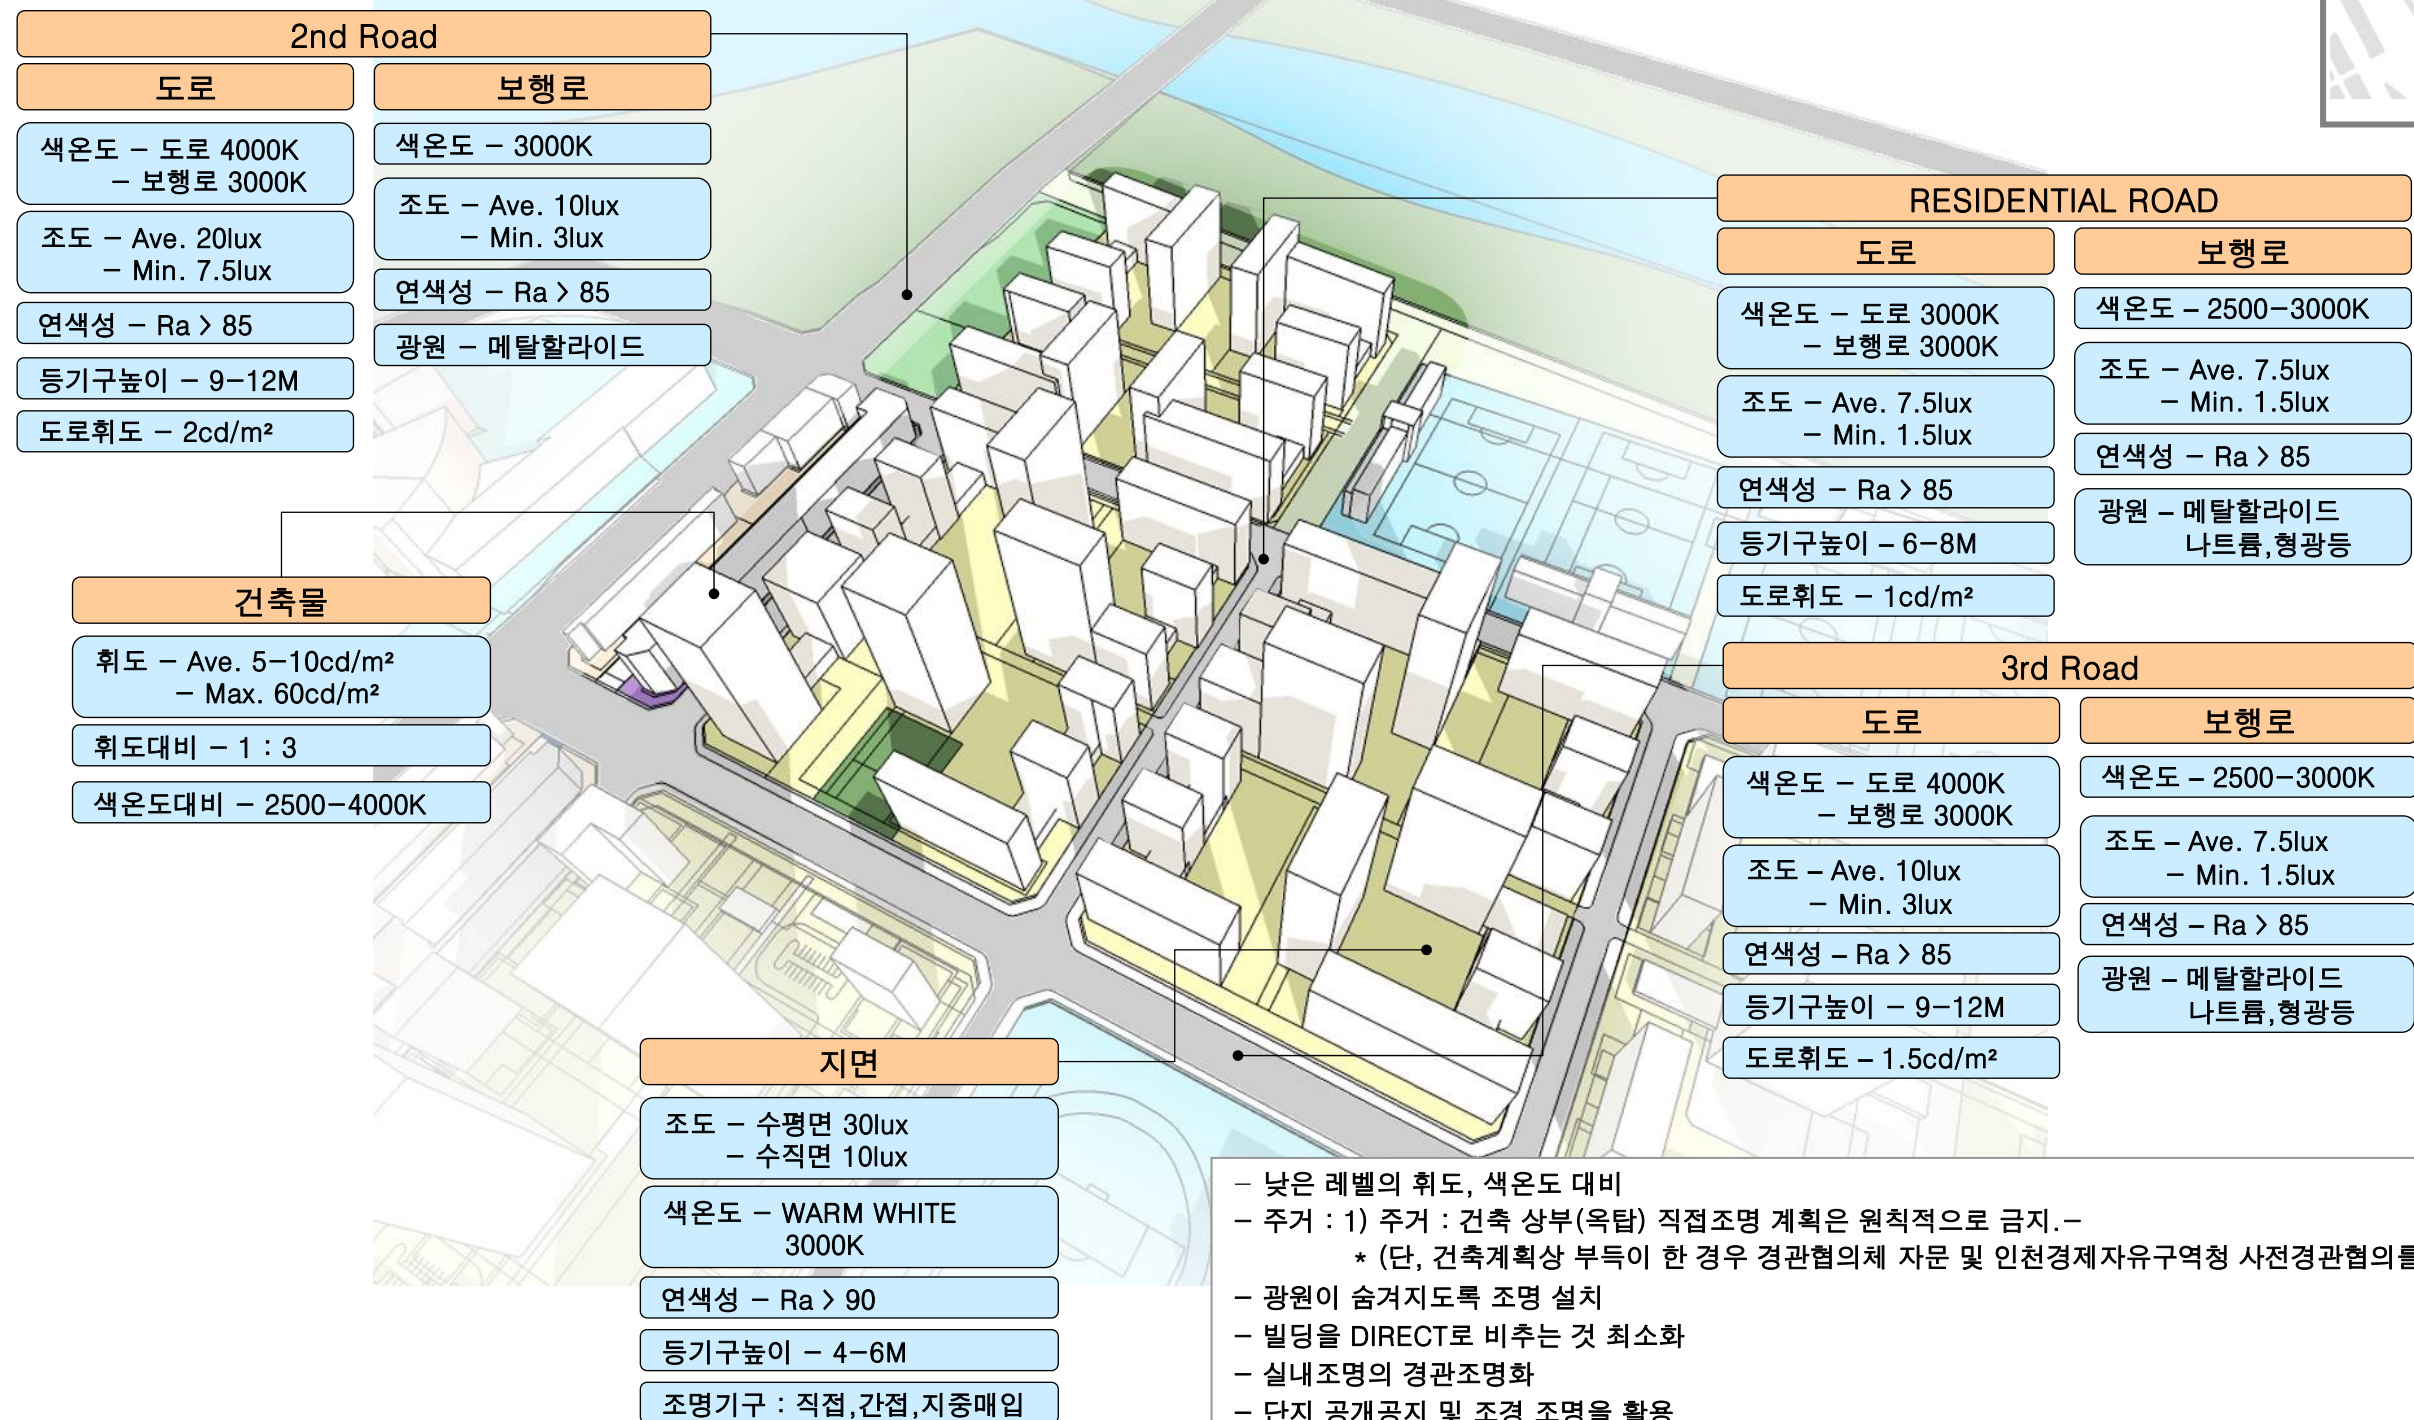 2nd Road
도로
색온도 - 도로 4000K
- 보행로 3000K
조도 - Ave. 20lux
- Min. 7.5lux
연색성 - Ra > 85
등기구높이 - 9-12M
도로휘도 - 2cd/m²
보행로
색온도 - 3000K
조도 - Ave. 10lux
- Min. 3lux
연색성 - Ra > 85
광원 - 메탈할라이드
건축물
휘도 - Ave. 5-10cd/m²
- Max. 60cd/m²
휘도대비 - 1 : 3
색온도대비 - 2500-4000K
RESIDENTIAL ROAD
도로
색온도 - 도로 3000K
- 보행로 3000K
조도 - Ave. 7.5lux
- Min. 1.5lux
연색성 - Ra > 85
등기구높이 - 6-8M
도로휘도 - 1cd/m²
보행로
색온도 - 2500-3000K
조도 - Ave. 7.5lux
- Min. 1.5lux
연색성 - Ra > 85
광원 - 메탈할라이드
나트륨,형광등
3rd Road
도로
색온도 - 도로 4000K
- 보행로 3000K
조도 - Ave. 10lux
- Min. 3lux
연색성 - Ra > 85
등기구높이 - 9-12M
도로휘도 - 1.5cd/m²
보행로
색온도 - 2500-3000K
조도 - Ave. 7.5lux
- Min. 1.5lux
연색성 - Ra > 85
광원 - 메탈할라이드
나트륨,형광등
지면
조도 - 수평면 30lux
- 수직면 10lux
색온도 - WARM WHITE
3000K
연색성 - Ra > 90
등기구높이 - 4-6M
조명기구 : 직접,간접,지중매입
- 낮은 레벨의 휘도, 색온도 대비
- 주거 : 1) 주거 : 건축 상부(옥탑) 직접조명 계획은 원칙적으로 금지.-
* (단, 건축계획상 부득이 한 경우 경관협의체 자문 및 인천경제자유구역청 사전경관협의를
- 광원이 숨겨지도록 조명 설치
- 빌딩을 DIRECT로 비추는 것 최소화
- 실내조명의 경관조명화
- 단지 공개공지 및 조경 조명을 활용